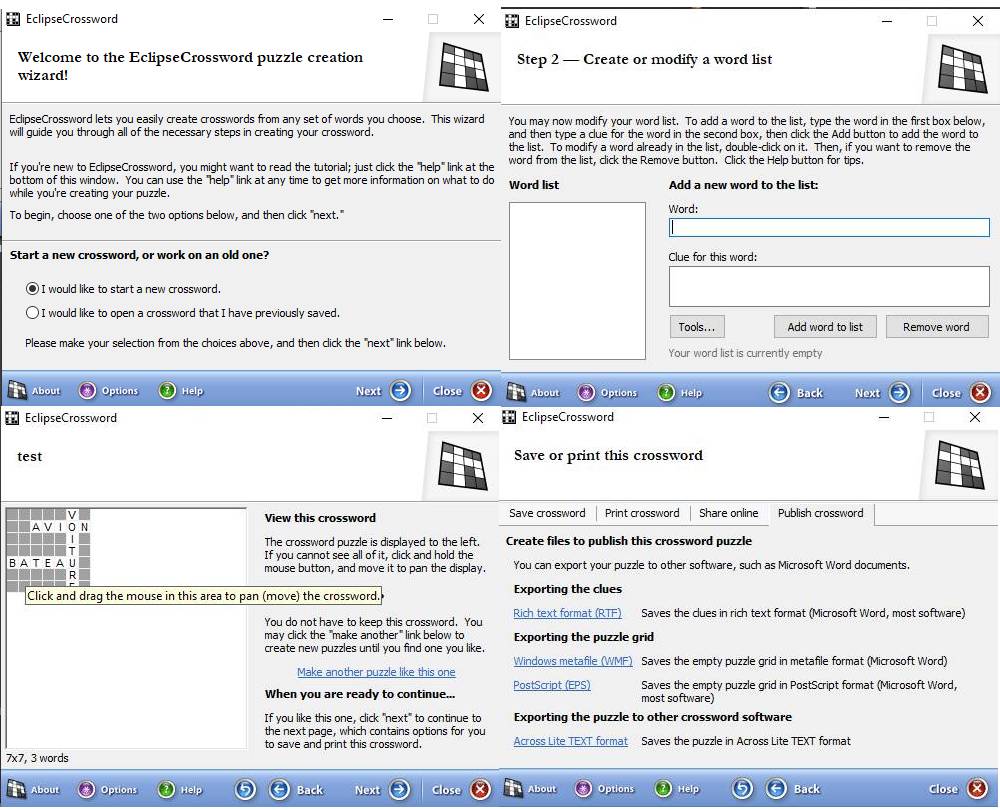 EclipseCrossword
Welcome to the EclipseCrossword puzzle creation
wizard!
EclipseCrossword lets you easily create crosswords from any set of words you choose. This wizard
will guide you through all of the necessary steps in creating your crossword.
If you're new to EclipseCrossword, you might want to read the tutorial; just click the "help" link at the
bottom of this window. You can use the "help" link at any time to get more information on what to do
while you're creating your puzzle.
To begin, choose one of the two options below, and then click "next."
Start a new crossword, or work on an old one?
I would like to start a new crossword.
I would like to open a crossword that I have previously saved.
Please make your selection from the choices above, and then click the "next" link below.
About Options Help Next Close
EclipseCrossword
Step 2 — Create or modify a word list
You may now modify your word list. To add a word to the list, type the word in the first box below,
and then type a clue for the word in the second box, then click the Add button to add the word to
the list. To modify a word already in the list, double-click on it. Then, if you want to remove the
word from the list, click the Remove button. Click the Help button for tips.
Word list
Add a new word to the list:
Word:
Clue for this word:
Tools... Add word to list Remove word
Your word list is currently empty
About Options Help Back Next Close
EclipseCrossword
test
V
AVION
I
T
BATEAU
R
E
Click and drag the mouse in this area to pan (move) the crossword.
7x7, 3 words
View this crossword
The crossword puzzle is displayed to the left.
If you cannot see all of it, click and hold the
mouse button, and move it to pan the display.
You do not have to keep this crossword. You
may click the "make another" link below to
create new puzzles until you find one you like.
Make another puzzle like this one
When you are ready to continue...
If you like this one, click "next" to continue to
the next page, which contains options for you
to save and print this crossword.
About Options Help Back Next Close
EclipseCrossword
Save or print this crossword
Save crossword Print crossword Share online Publish crossword
Create files to publish this crossword puzzle
You can export your puzzle to other software, such as Microsoft Word documents.
Exporting the clues
Rich text format (RTF) Saves the clues in rich text format (Microsoft Word, most software)
Exporting the puzzle grid
Windows metafile (WMF) Saves the empty puzzle grid in metafile format (Microsoft Word)
PostScript (EPS) Saves the empty puzzle grid in PostScript format (Microsoft Word,
most software)
Exporting the puzzle to other crossword software
Across Lite TEXT format Saves the puzzle in Across Lite TEXT format
About Options Help Back Close